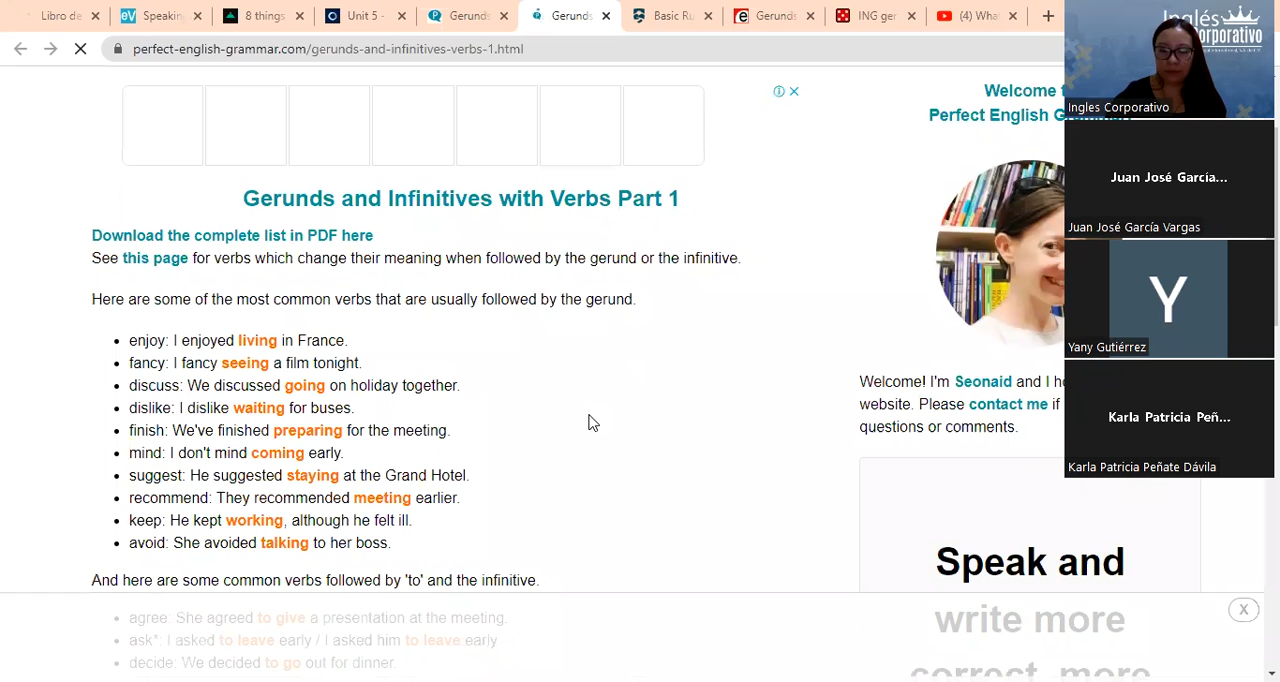 Libro de
Speakin
8 things
Unit 5 -
Gerunds
Gerunds
Basic Ru
Gerunds
ING ger
(4) Wha
perfect-english-grammar.com/gerunds-and-infinitives-verbs-1.html
Inglés
Corporativo
Ingles Corporativo
Juan José García...
Juan José García Vargas
Y
Yany Gutiérrez
Karla Patricia Peñ...
Karla Patricia Peñate Dávila
Gerunds and Infinitives with Verbs Part 1
Download the complete list in PDF here
See this page for verbs which change their meaning when followed by the gerund or the infinitive.
Here are some of the most common verbs that are usually followed by the gerund.
• enjoy: I enjoyed living in France.
• fancy: I fancy seeing a film tonight.
• discuss: We discussed going on holiday together.
• dislike: I dislike waiting for buses.
• finish: We've finished preparing for the meeting.
• mind: I don't mind coming early.
• suggest: He suggested staying at the Grand Hotel.
• recommend: They recommended meeting earlier.
• keep: He kept working, although he felt ill.
• avoid: She avoided talking to her boss.
And here are some common verbs followed by 'to' and the infinitive.
• agree: She agreed to give a presentation at the meeting.
• ask*: I asked to leave early / I asked him to leave early
• decide: We decided to go out for dinner.
Welcome
Perfect English
Welcome! I'm Seonaid and I
website. Please contact me if
questions or comments.
Speak and
write more
correct, more
X